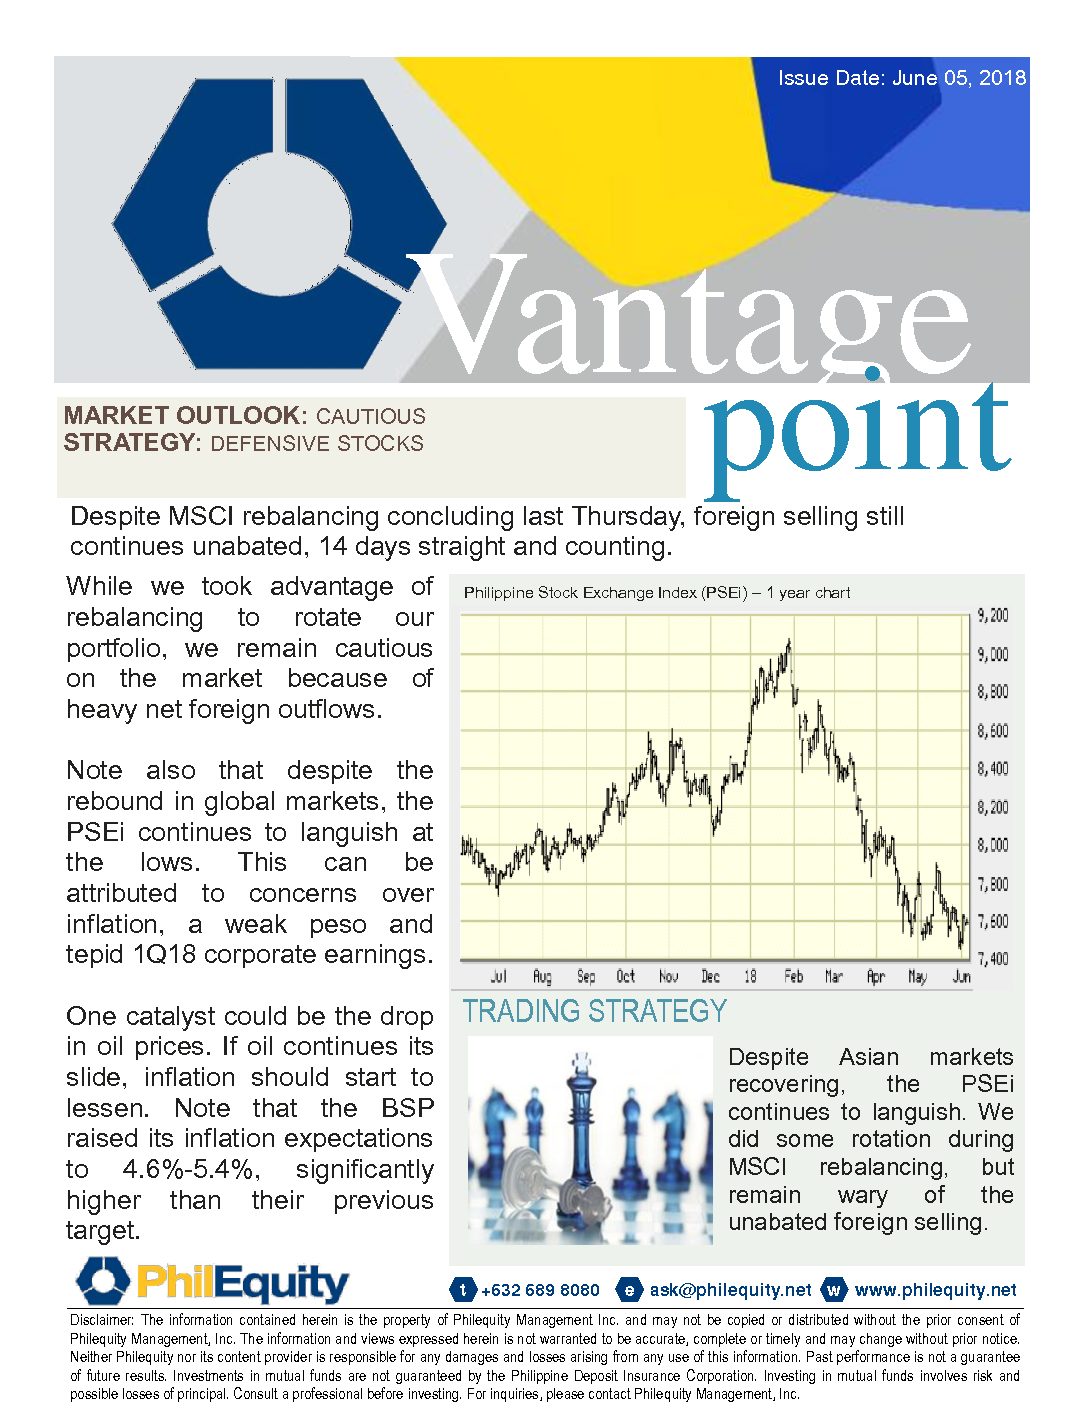 Issue Date: June 05, 2018
Vantage
point
MARKET OUTLOOK: CAUTIOUS
STRATEGY: DEFENSIVE STOCKS
Despite MSCI rebalancing concluding last Thursday, foreign selling still
continues unabated, 14 days straight and counting.
While we took advantage of
rebalancing to rotate our
portfolio, we remain cautious
on the market because of
heavy net foreign outflows.
Note also that despite the
rebound in global markets, the
PSEi continues to languish at
the lows. This can be
attributed to concerns over
inflation, a weak peso and
tepid 1Q18 corporate earnings.
One catalyst could be the drop
in oil prices. If oil continues its
slide, inflation should start to
lessen. Note that the BSP
raised its inflation expectations
to 4.6%-5.4%, significantly
higher than their previous
target.
Philippine Stock Exchange Index (PSEi) – 1 year chart
9,200
9,000
8,800
8,600
8,400
8,200
8,000
7,800
7,600
7,400
Jul Aug Sep Oct Nov Dec 18 Feb Mar Apr May Jun
TRADING STRATEGY
Despite Asian markets
recovering, the PSEi
continues to languish. We
did some rotation during
MSCI rebalancing, but
remain wary of the
unabated foreign selling.
PhilEquity
t +632 689 8080 e ask@philequity.net w www.philequity.net
Disclaimer: The information contained herein is the property of Philequity Management Inc. and may not be copied or distributed without the prior consent of
Philequity Management, Inc. The information and views expressed herein is not warranted to be accurate, complete or timely and may change without prior notice.
Neither Philequity nor its content provider is responsible for any damages and losses arising from any use of this information. Past performance is not a guarantee
of future results. Investments in mutual funds are not guaranteed by the Philippine Deposit Insurance Corporation. Investing in mutual funds involves risk and
possible losses of principal. Consult a professional before investing. For inquiries, please contact Philequity Management, Inc.